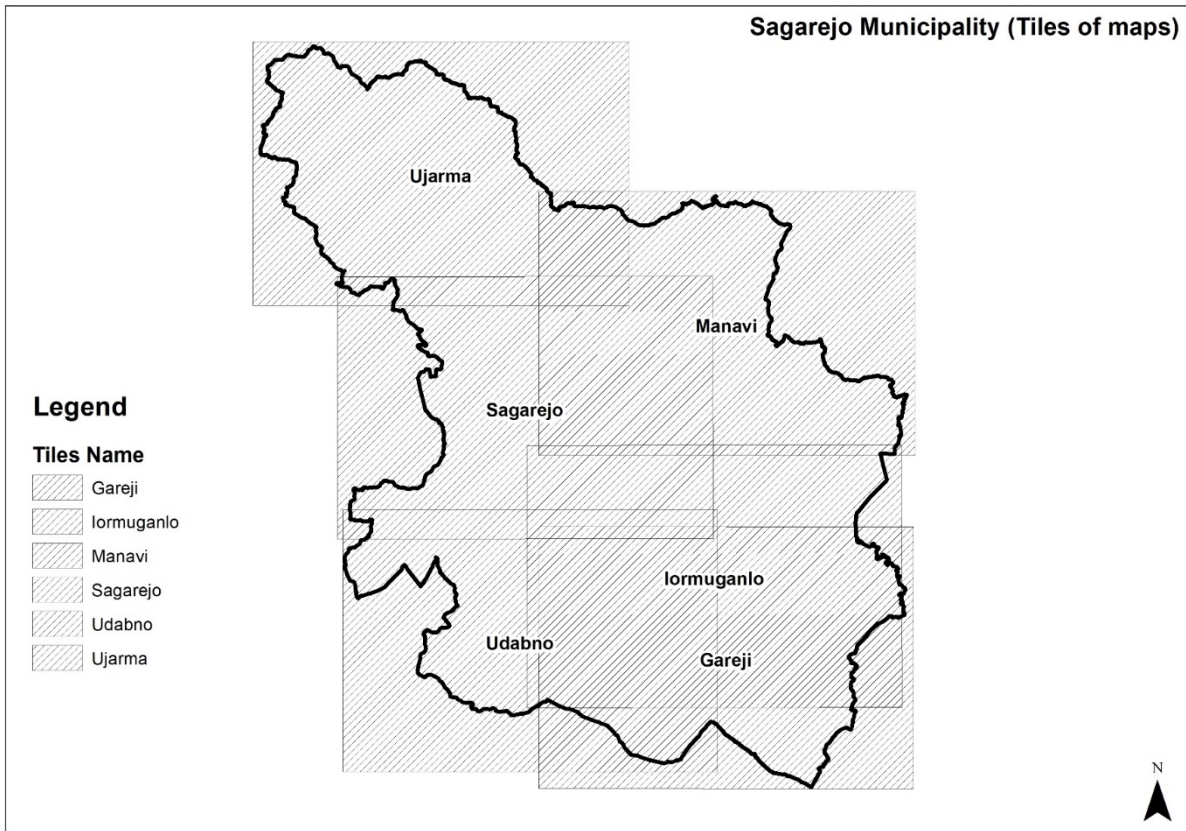 Sagarejo Municipality (Tiles of maps)
Ujarma
Manavi
Sagarejo
Iormuganlo
Udabno
Gareji
Legend
Tiles Name
Gareji
Iormuganlo
Manavi
Sagarejo
Udabno
Ujarma
N